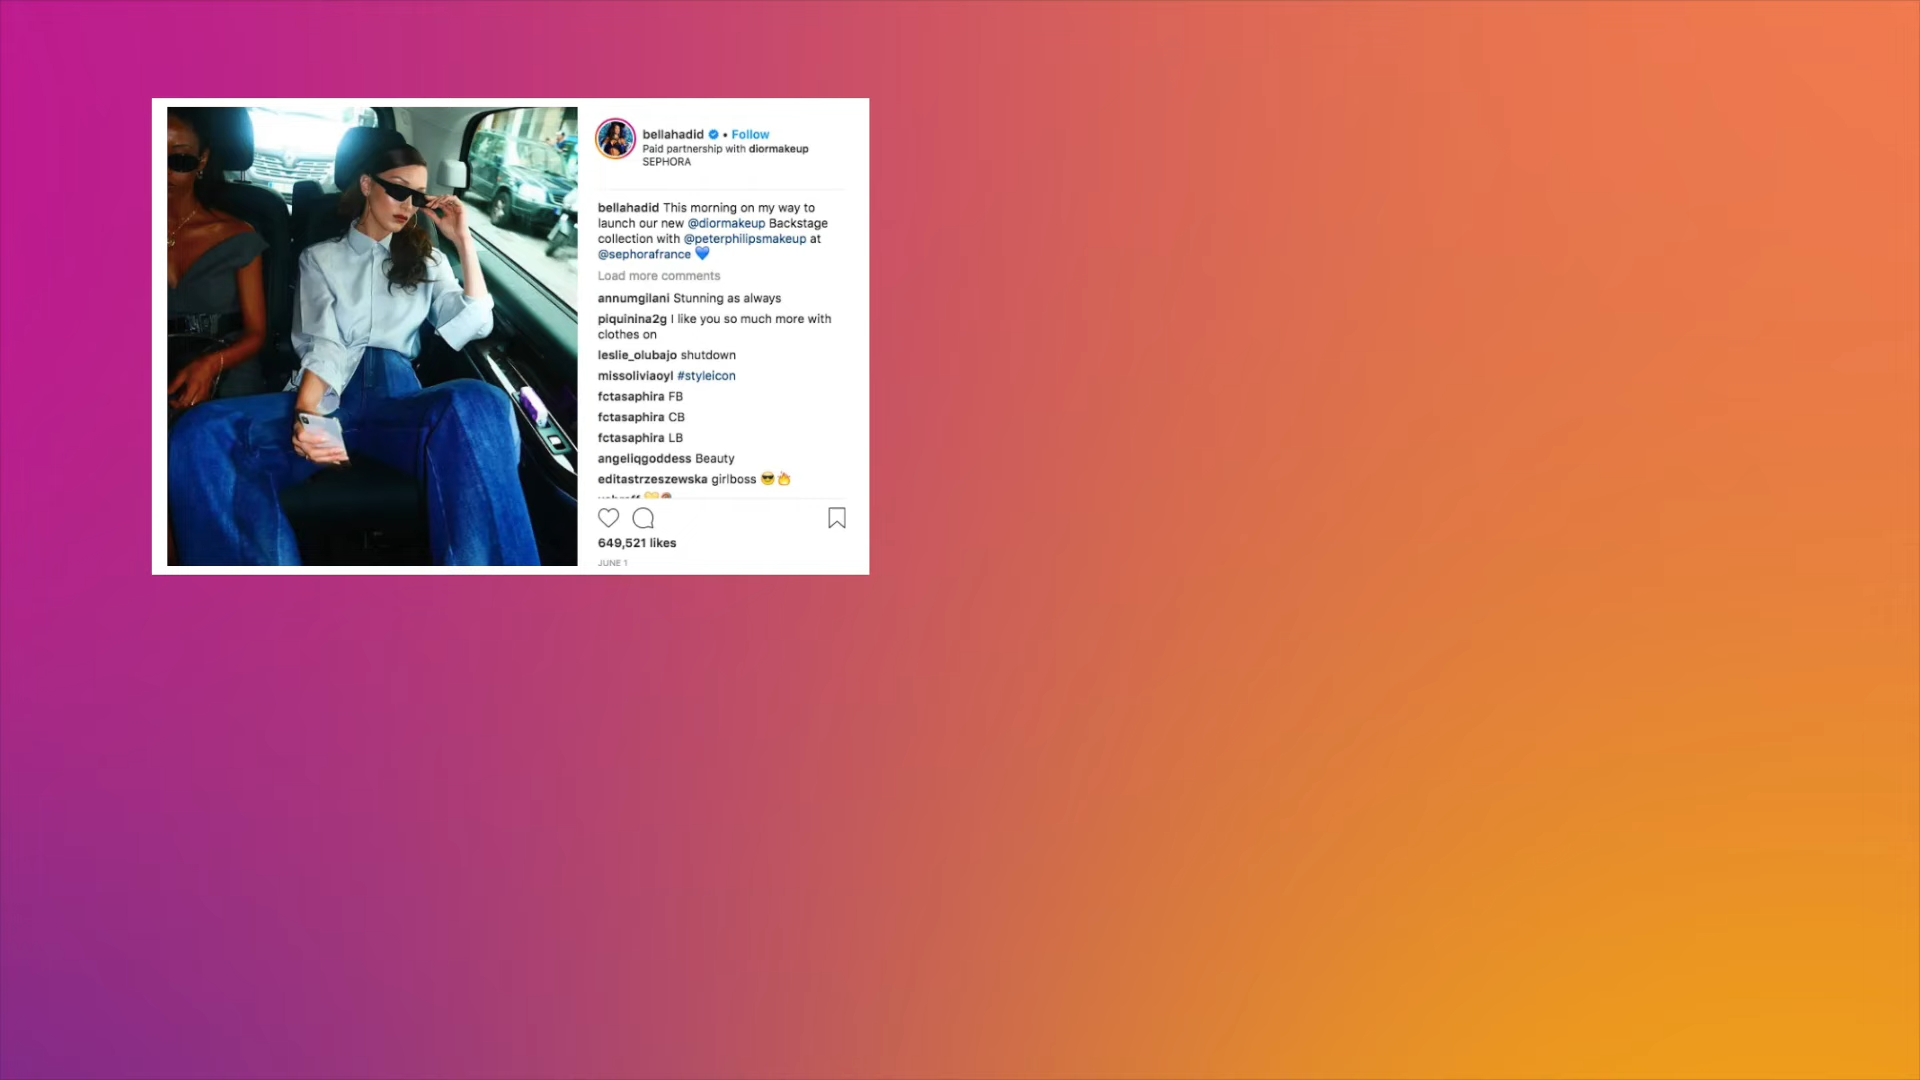 bellahadid • Follow
Paid partnership with diormakeup
SEPHORA
bellahadid This morning on my way to
launch our new @diormakeup Backstage
collection with @peterphilipsmakeup at
@sephorafrance 💙
Load more comments
annumgilani Stunning as always
piquinina2g I like you so much more with
clothes on
leslie_olubajo shutdown
missoliviaoyl #styleicon
fctasaphira FB
fctasaphira CB
fctasaphira LB
angeliqgoddess Beauty
editastrzeszewska girlboss 😎🔥
649,521 likes
JUNE 1